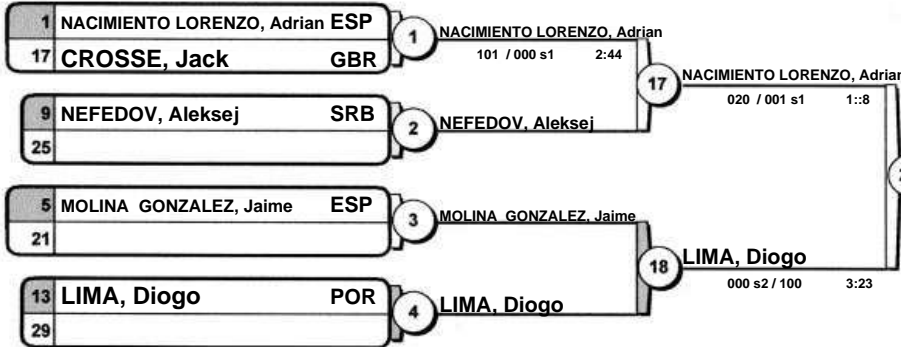 1 NACIMIENTO LORENZO, Adrian ESP
17 CROSSE, Jack GBR
1
NACIMIENTO LORENZO, Adrian
101 / 000 s1 2:44
9 NEFEDOV, Aleksej SRB
25
2
NEFEDOV, Aleksej
17
NACIMIENTO LORENZO, Adrian
020 / 001 s1 1::8
5 MOLINA GONZALEZ, Jaime ESP
21
3
MOLINA GONZALEZ, Jaime
13 LIMA, Diogo POR
29
4
LIMA, Diogo
18
LIMA, Diogo
000 s2 / 100 3:23